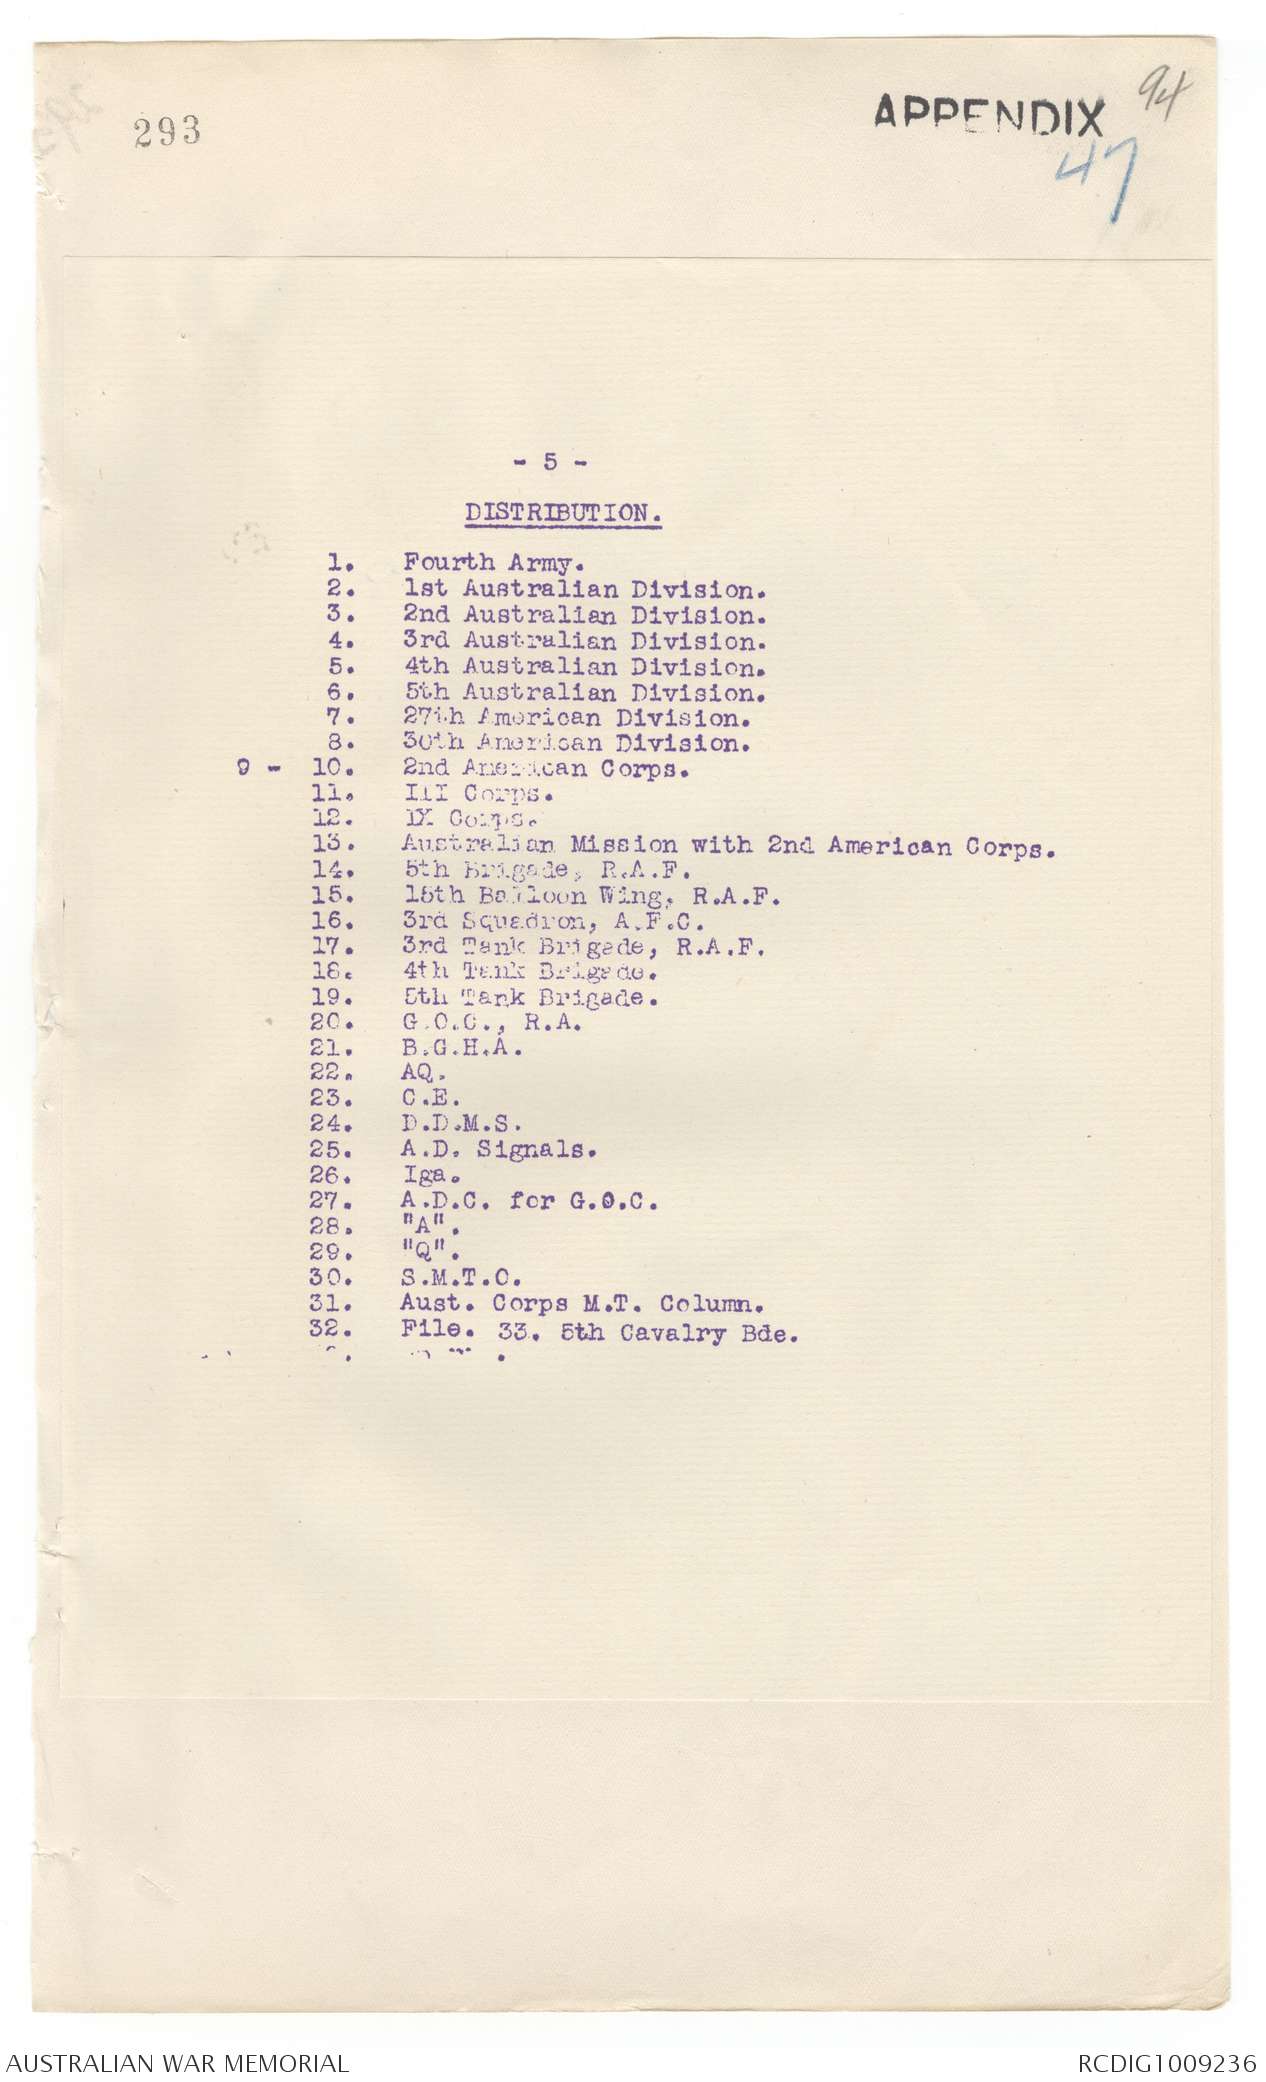 293
APPENDIX 94
47
- 5 -
DISTRIBUTION.
1. Fourth Army.
2. 1st Australian Division.
3. 2nd Australian Division.
4. 3rd Australian Division.
5. 4th Australian Division.
6. 5th Australian Division.
7. 27th American Division.
8. 30th American Division.
9 - 10. 2nd American Corps.
11. III Corps.
12. IX Corps.
13. Australian Mission with 2nd American Corps.
14. 5th Brigade, R.A.F.
15. 15th Balloon Wing, R.A.F.
16. 3rd Squadron, A.F.C.
17. 3rd Tank Brigade, R.A.F.
18. 4th Tank Brigade.
19. 5th Tank Brigade.
20. G.O.C., R.A.
21. B.G.H.A.
22. AQ.
23. C.E.
24. D.D.M.S.
25. A.D. Signals.
26. Iga.
27. A.D.C. for G.O.C.
28. "A".
29. "Q".
30. S.M.T.O.
31. Aust. Corps M.T. Column.
32. File. 33. 5th Cavalry Bde.
AUSTRALIAN WAR MEMORIAL
RCDIG1009236